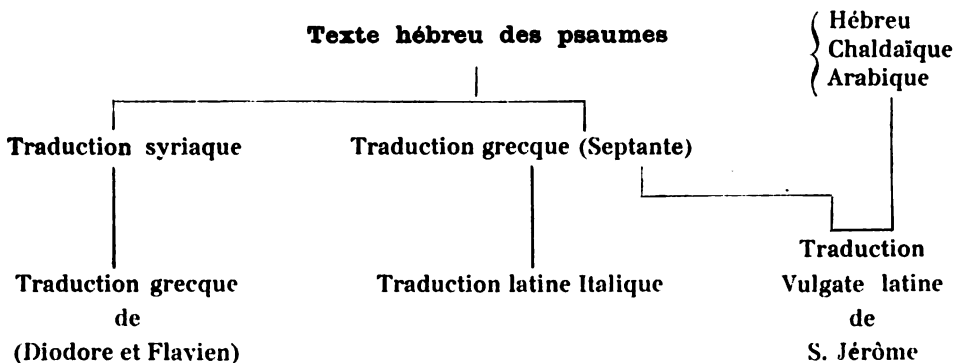 Texte hébreu des psaumes
Hébreu
Chaldaïque
Arabique
Traduction syriaque
Traduction grecque (Septante)
Traduction grecque
de
(Diodore et Flavien)
Traduction latine Italique
Traduction
Vulgate latine
de
S. Jérôme